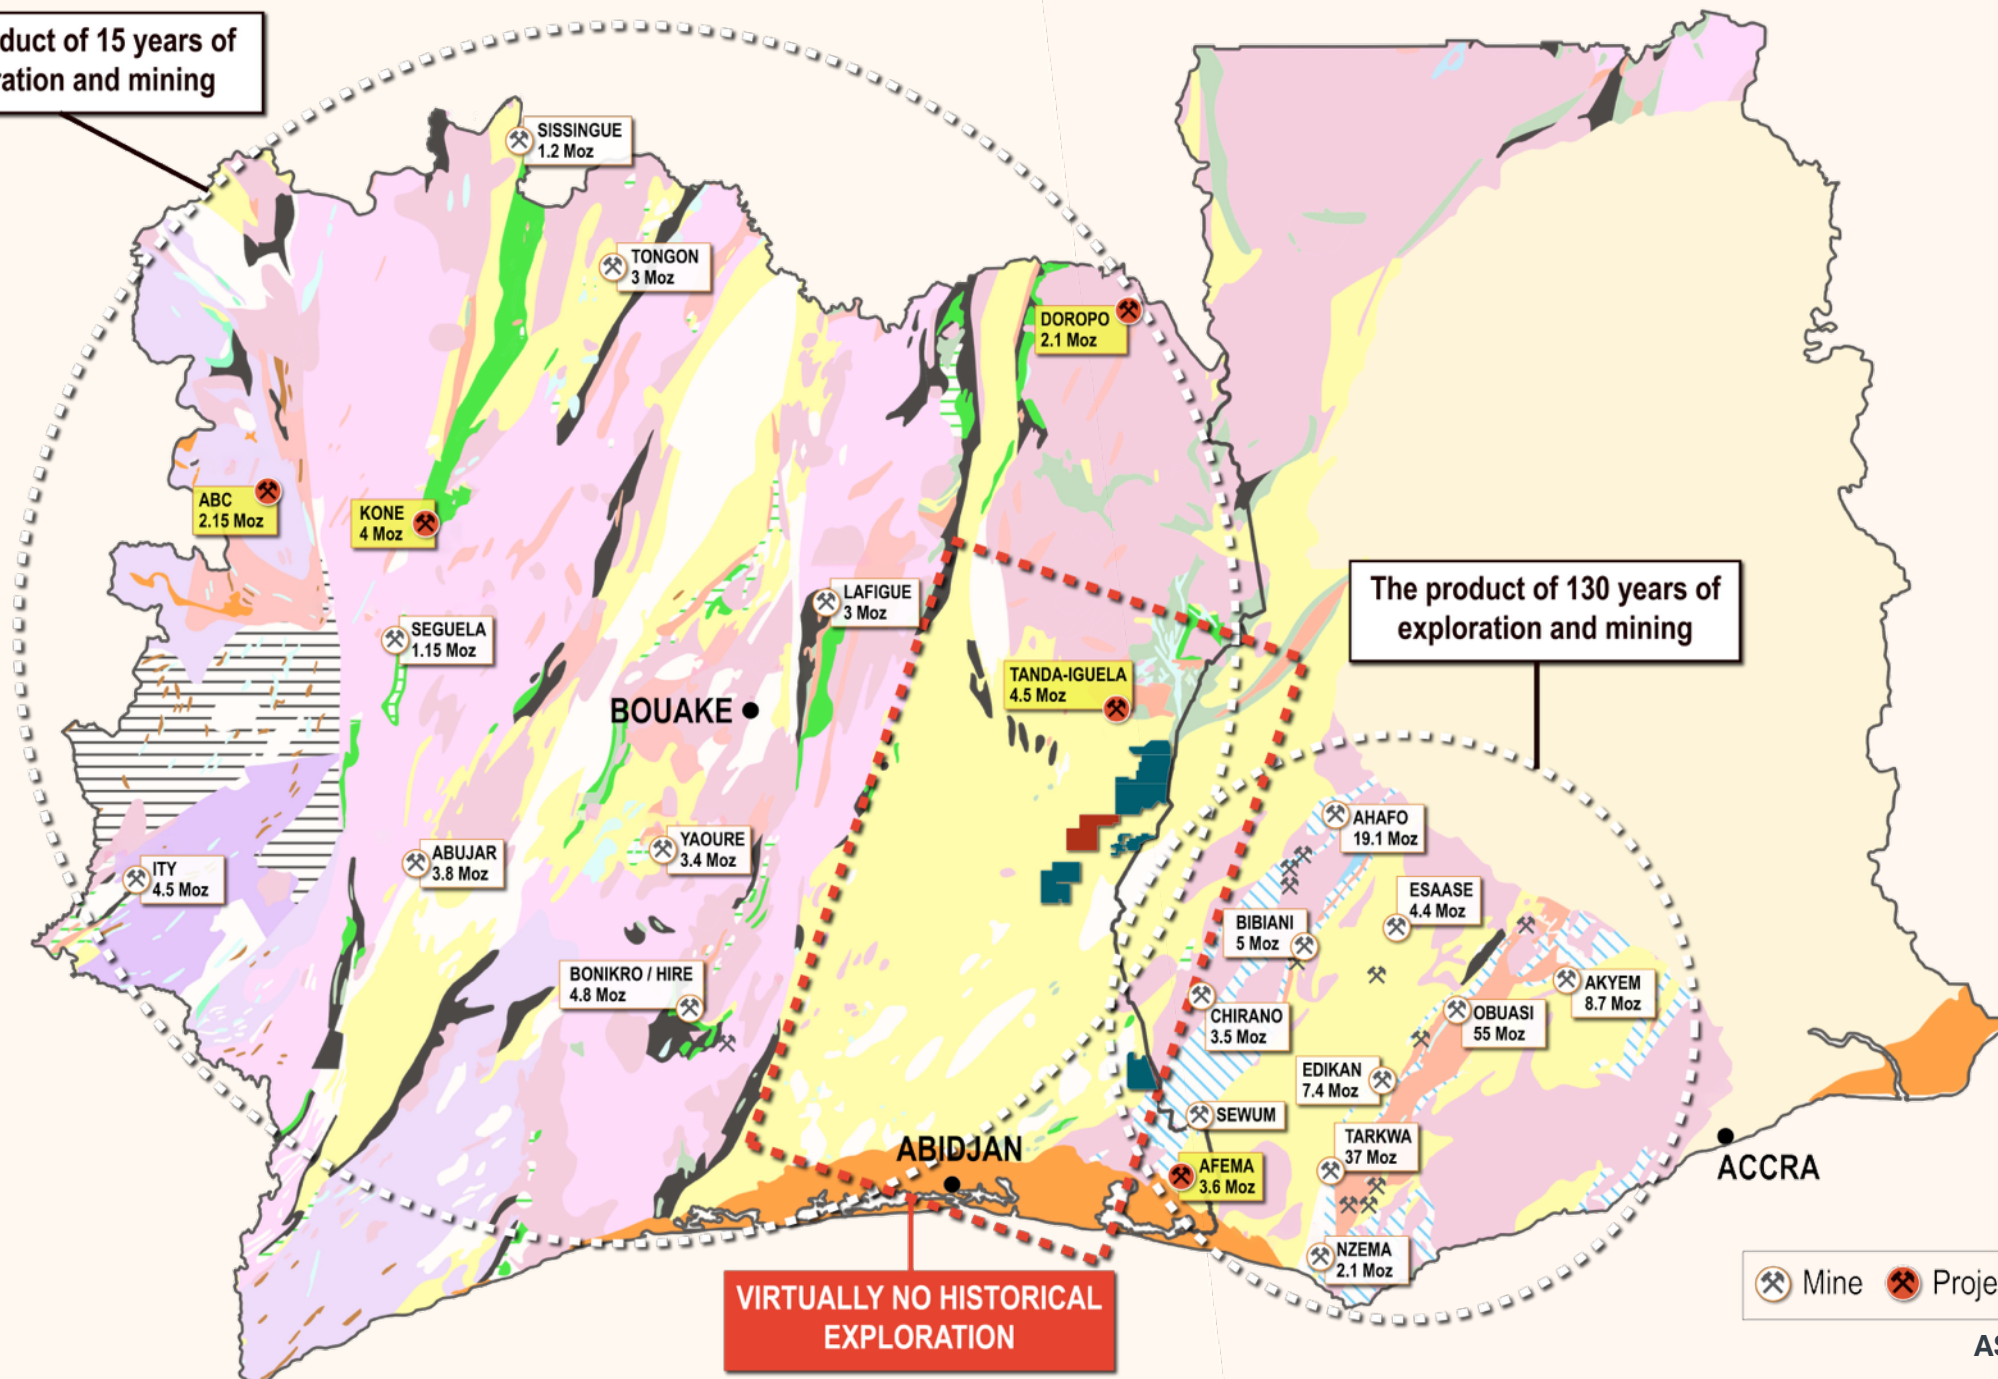 duct of 15 years of
ration and mining
SISSINGUE
1.2 Moz
TONGON
3 Moz
DOROPO
2.1 Moz
ABC
2.15 Moz
KONE
4 Moz
SEGUELA
1.15 Moz
LAFIGUE
3 Moz
The product of 130 years of
exploration and mining
TANDA-IGUELA
4.5 Moz
BOUAKE
AHAFO
19.1 Moz
YAOURE
3.4 Moz
ABUJAR
3.8 Moz
ITY
4.5 Moz
ESAASE
4.4 Moz
BIBIANI
5 Moz
BONIKRO / HIRE
4.8 Moz
AKYEM
8.7 Moz
CHIRANO
3.5 Moz
OBUASI
55 Moz
EDIKAN
7.4 Moz
SEWUM
TARKWA
37 Moz
ABIDJAN
AFEMA
3.6 Moz
ACCRA
NZEMA
2.1 Moz
VIRTUALLY NO HISTORICAL
EXPLORATION
Mine Proje
AS